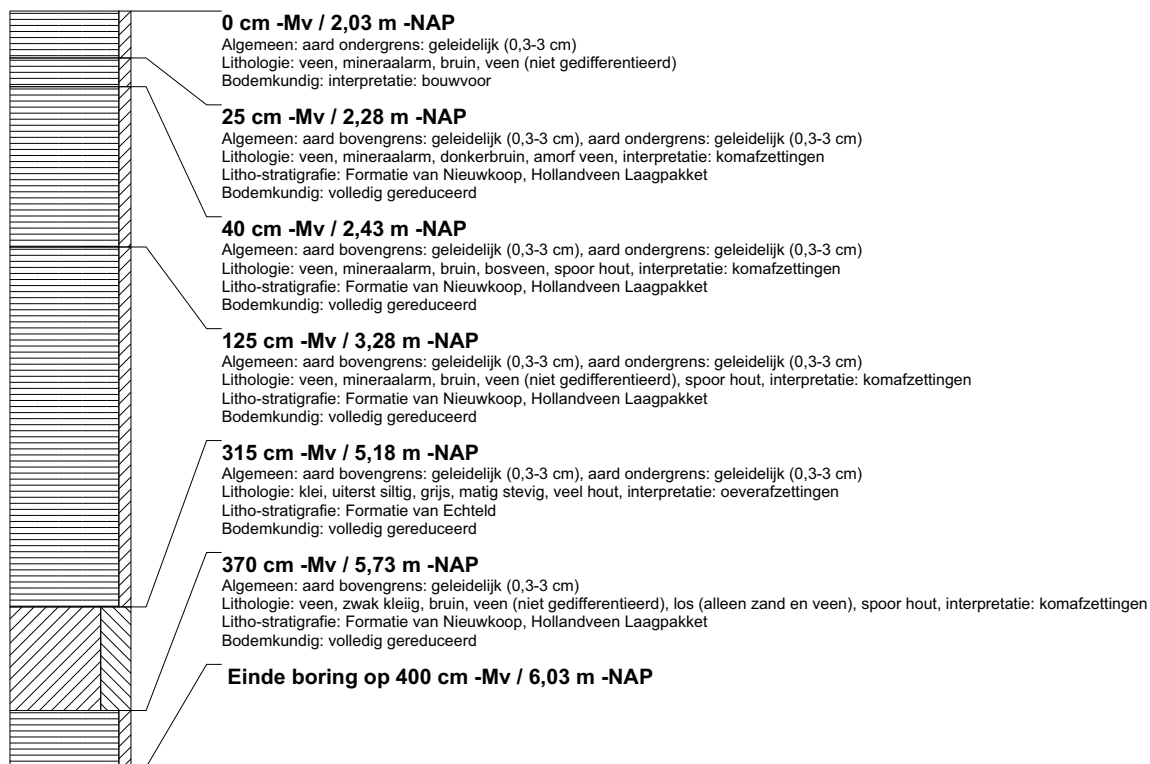 0 cm -Mv / 2,03 m -NAP
Algemeen: aard ondergrens: geleidelijk (0,3-3 cm)
Lithologie: veen, mineraalarm, bruin, veen (niet gedifferentieerd)
Bodemkundig: interpretatie: bouwvoor
25 cm -Mv / 2,28 m -NAP
Algemeen: aard bovengrens: geleidelijk (0,3-3 cm), aard ondergrens: geleidelijk (0,3-3 cm)
Lithologie: veen, mineraalarm, donkerbruin, amorf veen, interpretatie: komafzettingen
Litho-stratigrafie: Formatie van Nieuwkoop, Hollandveen Laagpakket
Bodemkundig: volledig gereduceerd
40 cm -Mv / 2,43 m -NAP
Algemeen: aard bovengrens: geleidelijk (0,3-3 cm), aard ondergrens: geleidelijk (0,3-3 cm)
Lithologie: veen, mineraalarm, bruin, bosveen, spoor hout, interpretatie: komafzettingen
Litho-stratigrafie: Formatie van Nieuwkoop, Hollandveen Laagpakket
Bodemkundig: volledig gereduceerd
125 cm -Mv / 3,28 m -NAP
Algemeen: aard bovengrens: geleidelijk (0,3-3 cm), aard ondergrens: geleidelijk (0,3-3 cm)
Lithologie: veen, mineraalarm, bruin, veen (niet gedifferentieerd), spoor hout, interpretatie: komafzettingen
Litho-stratigrafie: Formatie van Nieuwkoop, Hollandveen Laagpakket
Bodemkundig: volledig gereduceerd
315 cm -Mv / 5,18 m -NAP
Algemeen: aard bovengrens: geleidelijk (0,3-3 cm), aard ondergrens: geleidelijk (0,3-3 cm)
Lithologie: klei, uiterst siltig, grijs, matig stevig, veel hout, interpretatie: oeverafzettingen
Litho-stratigrafie: Formatie van Echteld
Bodemkundig: volledig gereduceerd
370 cm -Mv / 5,73 m -NAP
Algemeen: aard bovengrens: geleidelijk (0,3-3 cm)
Lithologie: veen, zwak kleiig, bruin, veen (niet gedifferentieerd), los (alleen zand en veen), spoor hout, interpretatie: komafzettingen
Litho-stratigrafie: Formatie van Nieuwkoop, Hollandveen Laagpakket
Bodemkundig: volledig gereduceerd
Einde boring op 400 cm -Mv / 6,03 m -NAP